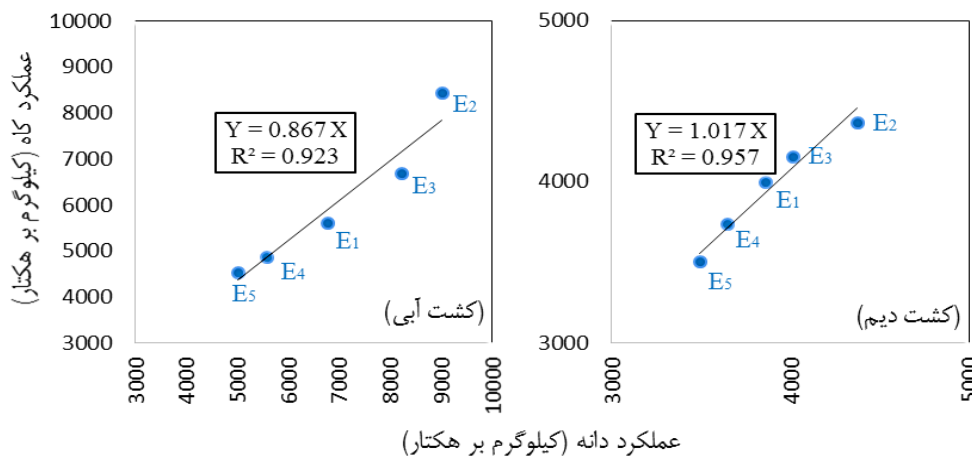 عملکرد کاه (کیلوگرم بر هکتار)
10000
9000
8000
7000
6000
5000
4000
3000
Y = 0.867 X
R² = 0.923
E2
E3
E1
E4
E5
(کشت آبی)
3000
4000
5000
6000
7000
8000
9000
10000
5000
4000
3000
Y = 1.017 X
R² = 0.957
E2
E3
E1
E4
E5
(کشت دیم)
3000
4000
5000
عملکرد دانه (کیلوگرم بر هکتار)